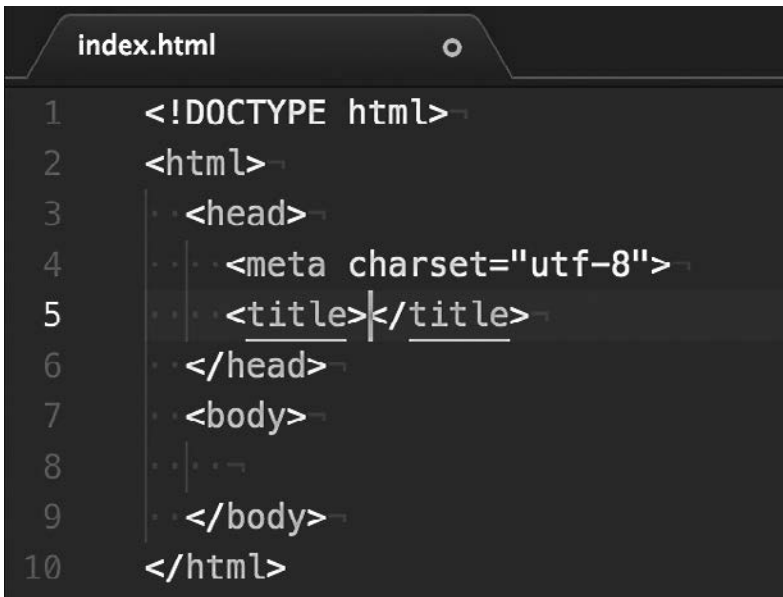 index.html
1 <!DOCTYPE html>¬
2 <html>¬
3 <head>¬
4 <meta charset="utf-8">¬
5 <title></title>¬
6 </head>¬
7 <body>¬
8 ¬
9 </body>¬
10 </html>